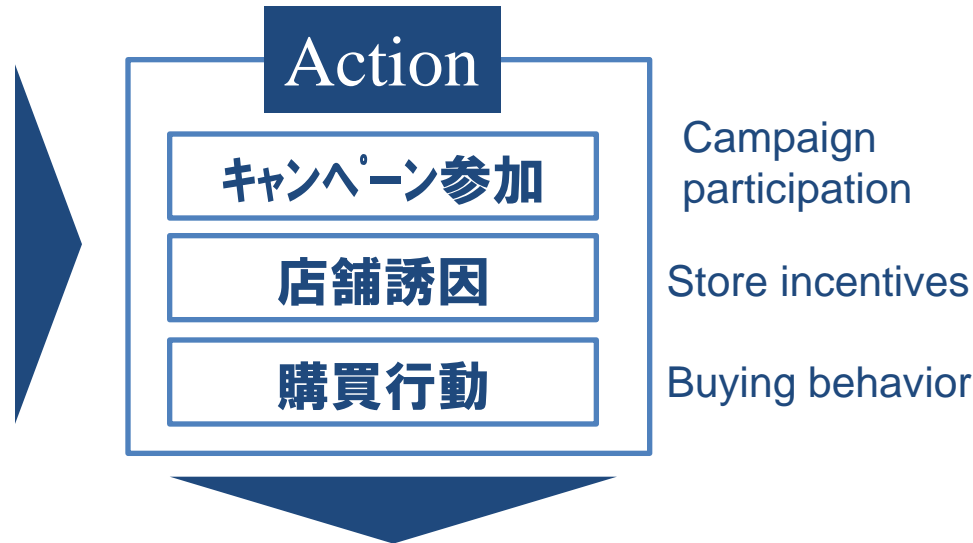 Action
キャンペーン参加
Campaign
participation
店舗誘因
Store incentives
購買行動
Buying behavior